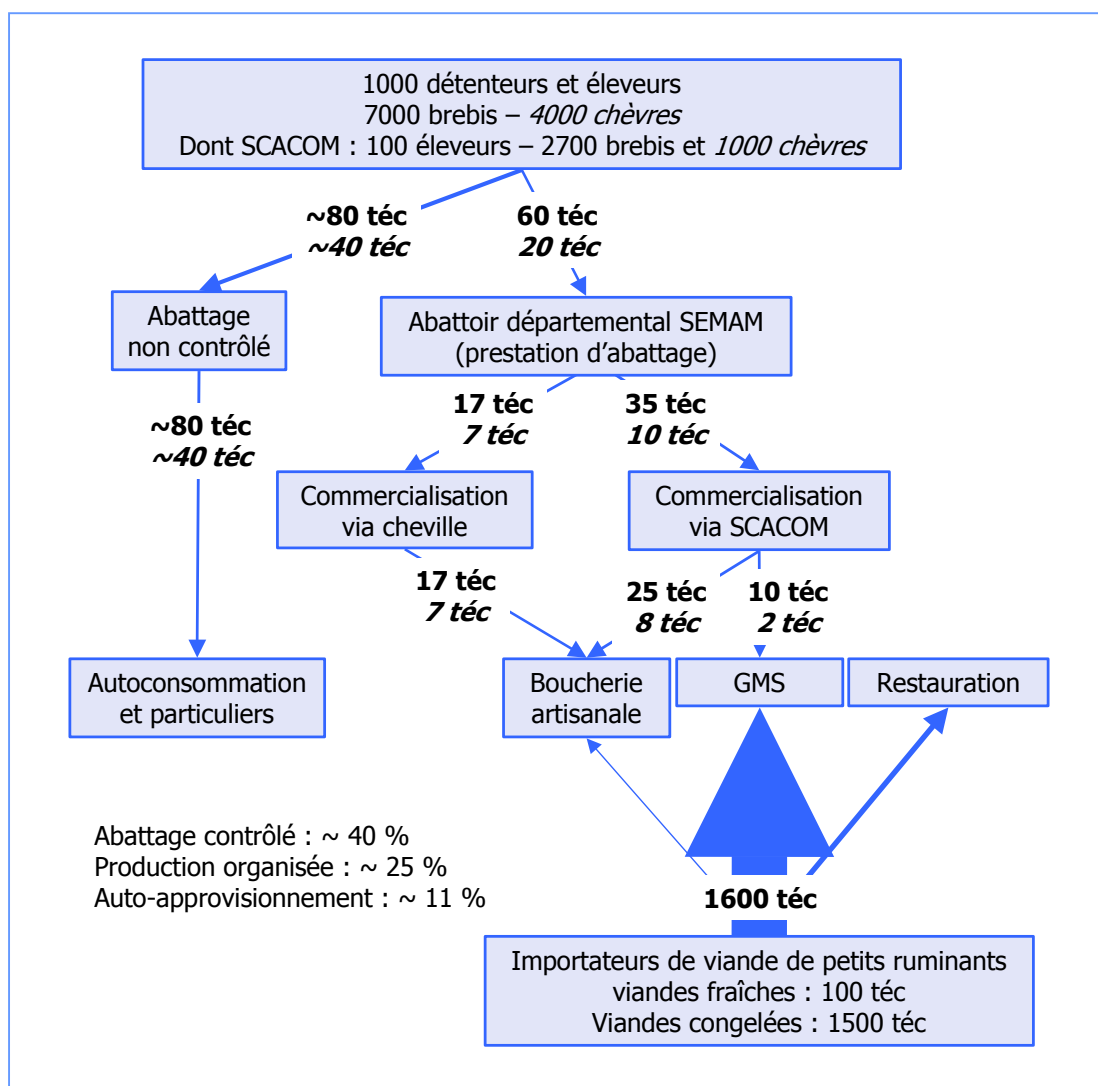 1000 détenteurs et éleveurs
7000 brebis – 4000 chèvres
Dont SCACOM : 100 éleveurs – 2700 brebis et 1000 chèvres
~80 téc
~40 téc
60 téc
20 téc
Abattage
non contrôlé
Abattoir départemental SEMAM
(prestation d’abattage)
~80 téc
~40 téc
17 téc
7 téc
35 téc
10 téc
Commercialisation
via cheville
Commercialisation
via SCACOM
17 téc
7 téc
25 téc
8 téc
10 téc
2 téc
Autoconsommation
et particuliers
Boucherie
artisanale
GMS
Restauration
Abattage contrôlé : ~ 40 %
Production organisée : ~ 25 %
Auto-approvisionnement : ~ 11 %
1600 téc
Importateurs de viande de petits ruminants
viandes fraîches : 100 téc
Viandes congelées : 1500 téc